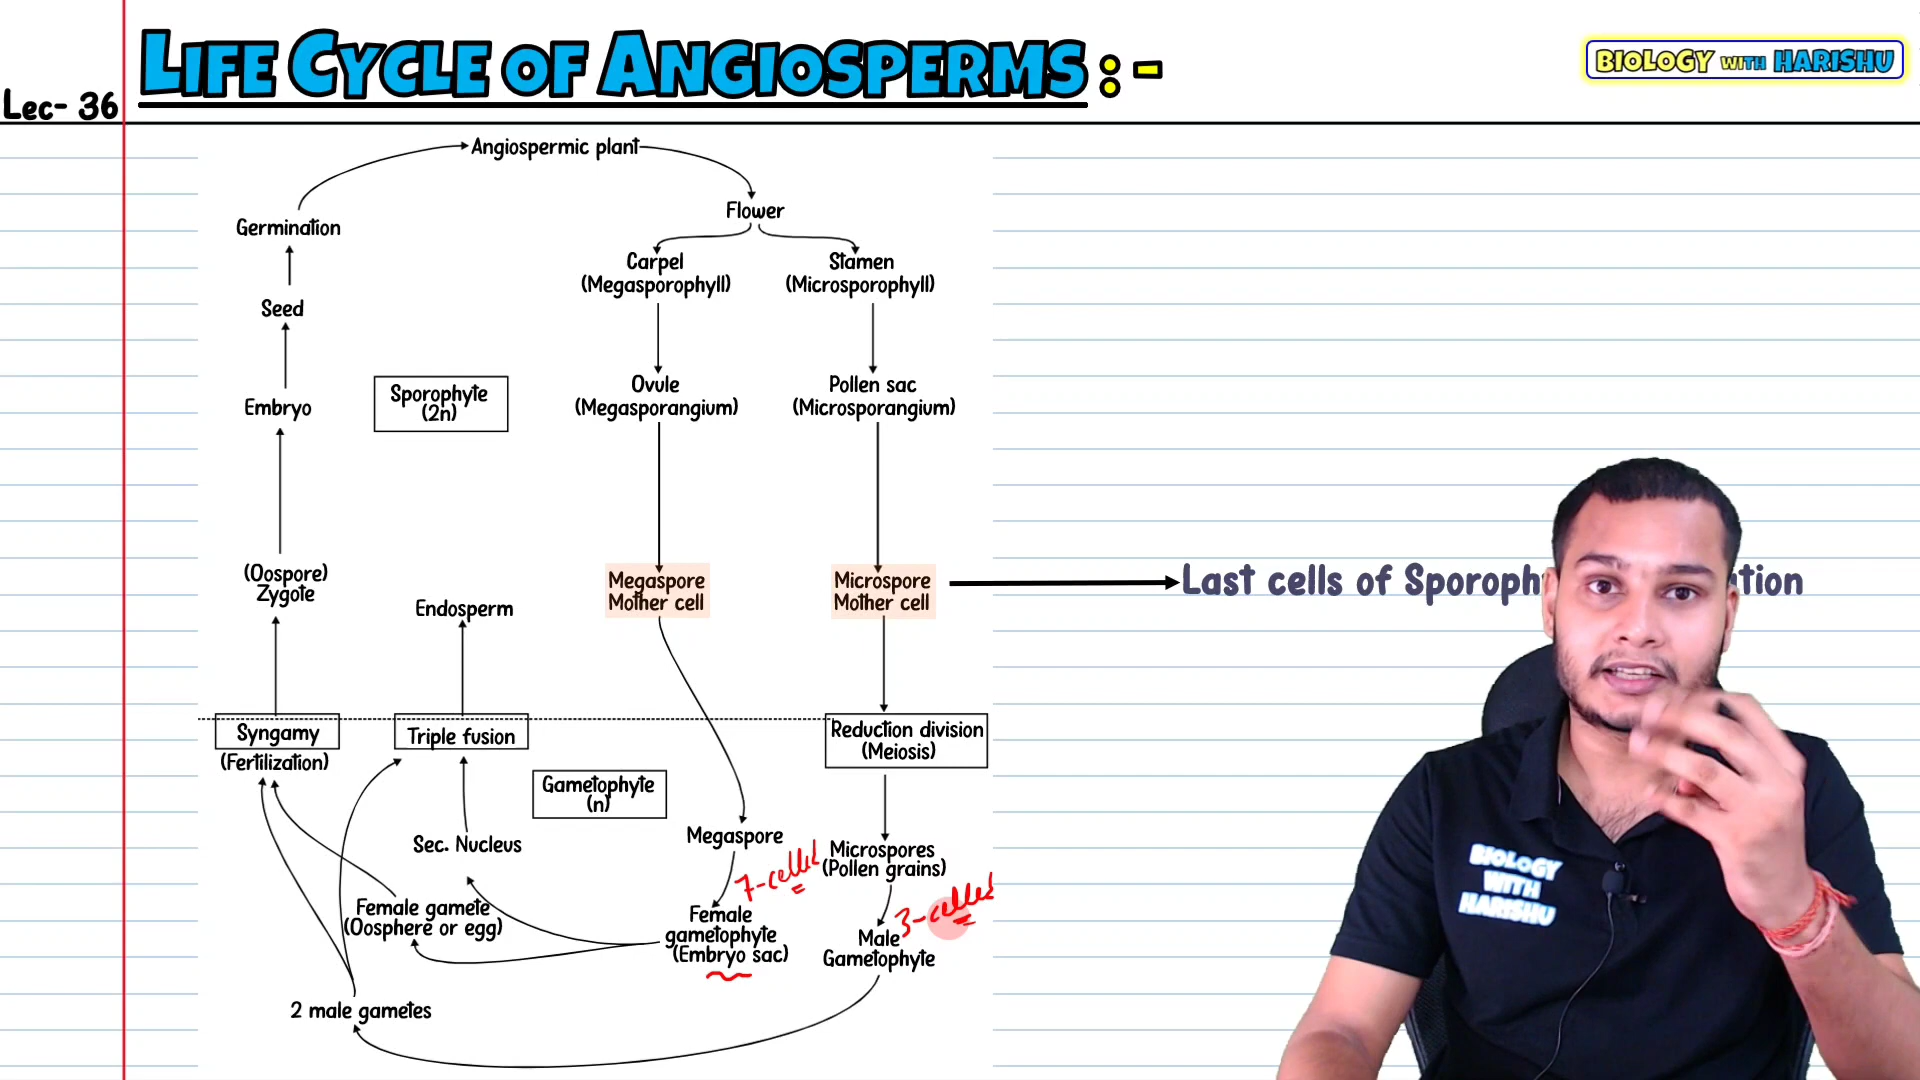 LIFE CYCLE OF ANGIOSPERMS :-
BIOLOGY WITH HARISHU
Lec- 36
Angiospermic plant
Flower
Germination
Carpel
(Megasporophyll)
Stamen
(Microsporophyll)
Seed
Embryo
Sporophyte
(2n)
Ovule
(Megasporangium)
Pollen sac
(Microsporangium)
(Oospore)
Zygote
Endosperm
Megaspore
Mother cell
Microspore
Mother cell
Last cells of
Syngamy
(Fertilization)
Triple fusion
Reduction division
(Meiosis)
Gametophyte
(n)
Sec. Nucleus
Megaspore
7-celled
Microspores
(Pollen grains)
3-celled
Female gamete
(Oosphere or egg)
Female
gametophyte
(Embryo sac)
Male
Gametophyte
2 male gametes
BIOLOGY
WITH
HARISHU